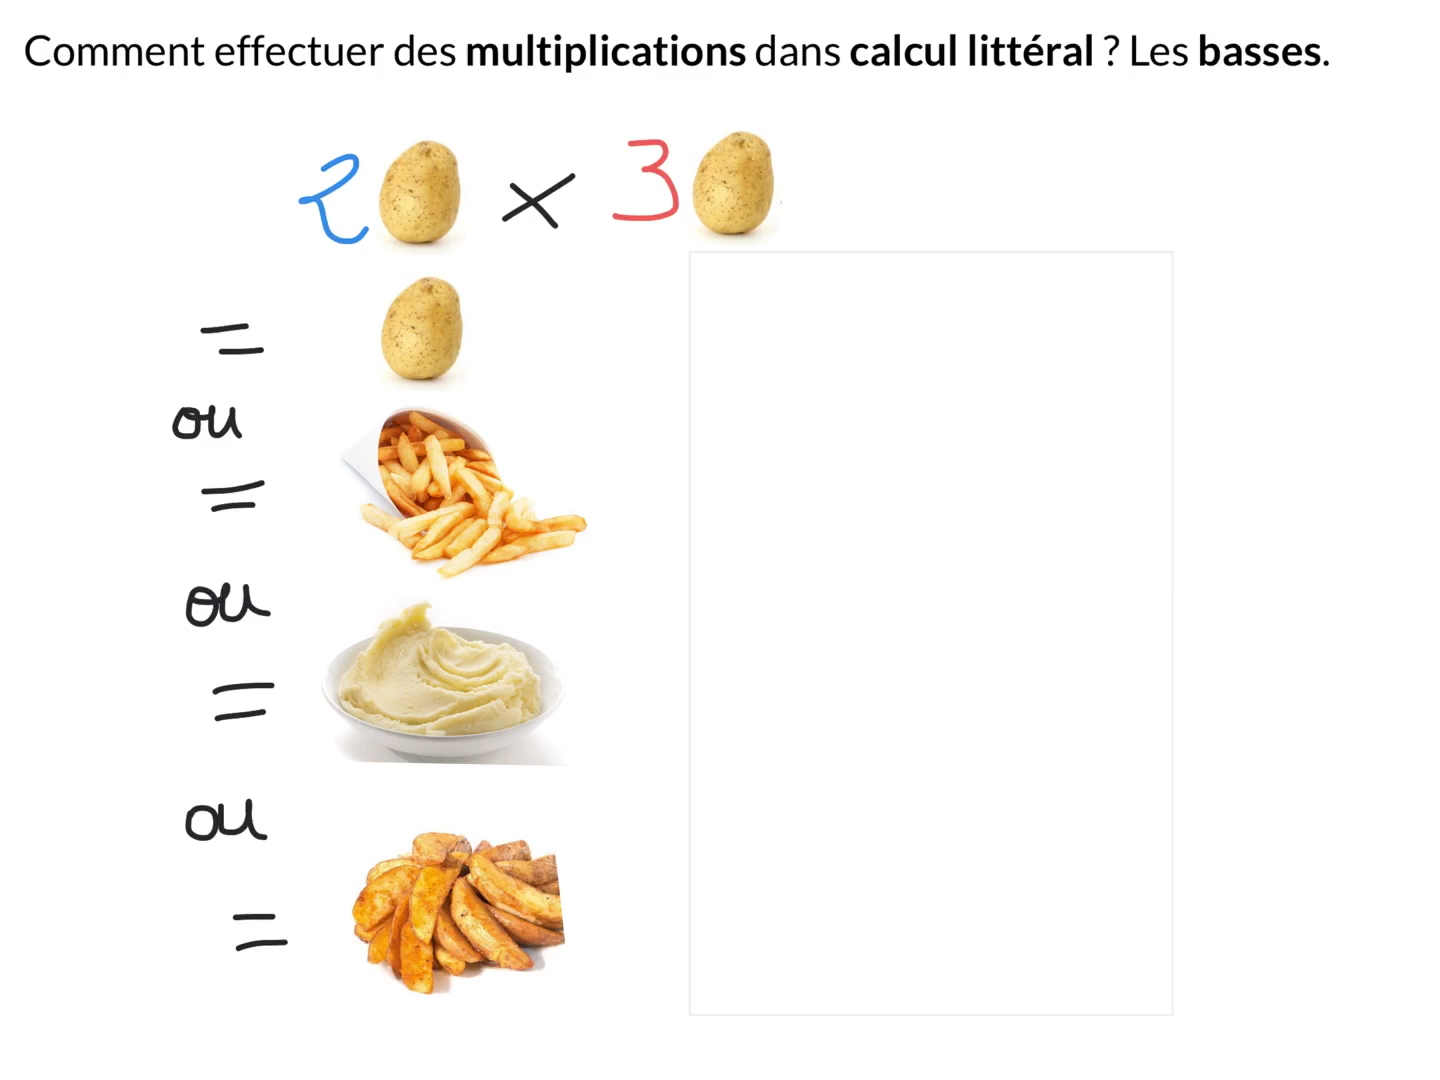 Comment effectuer des multiplications dans calcul littéral ? Les basses.
2 × 3
=
ou
=
ou
=
ou
=